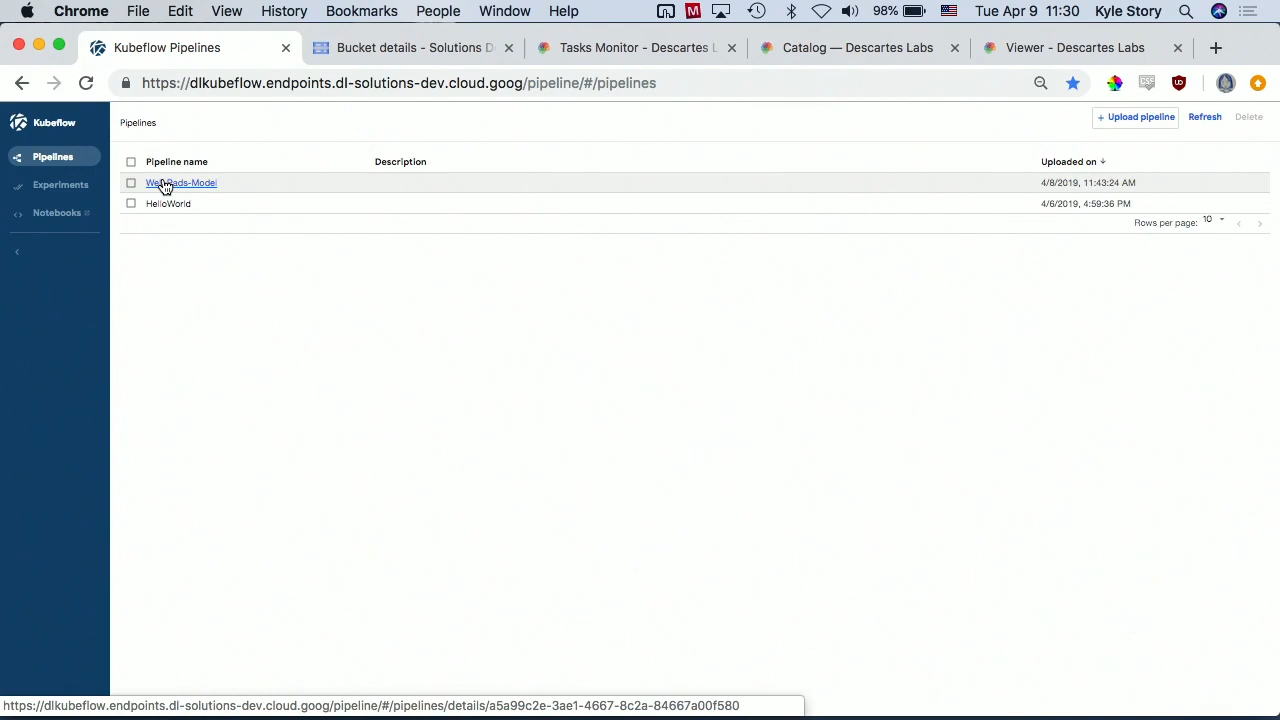 Chrome File Edit View History Bookmarks People Window Help 98% Tue Apr 9 11:30 Kyle Story
Kubeflow Pipelines
Bucket details - Solutions D
Tasks Monitor - Descartes L
log — Descartes Labs
Viewer - Descartes Labs
https://dlkubeflow.endpoints.dl-solutions-dev.cloud.goog/pipeline/#/pipelines
Kubeflow
Pipelines
Experiments
Notebooks
Pipelines
+ Upload pipeline Refresh Delete
Pipeline name Description Uploaded on
ads-Model 4/8/2019, 11:43:24 AM
HelloWorld 4/6/2019, 4:59:36 PM
Rows per page: 10
https://dlkubeflow.endpoints.dl-solutions-dev.cloud.goog/pipeline/#/pipelines/details/a5a99c2e-3ae1-4667-8c2a-84667a00f580